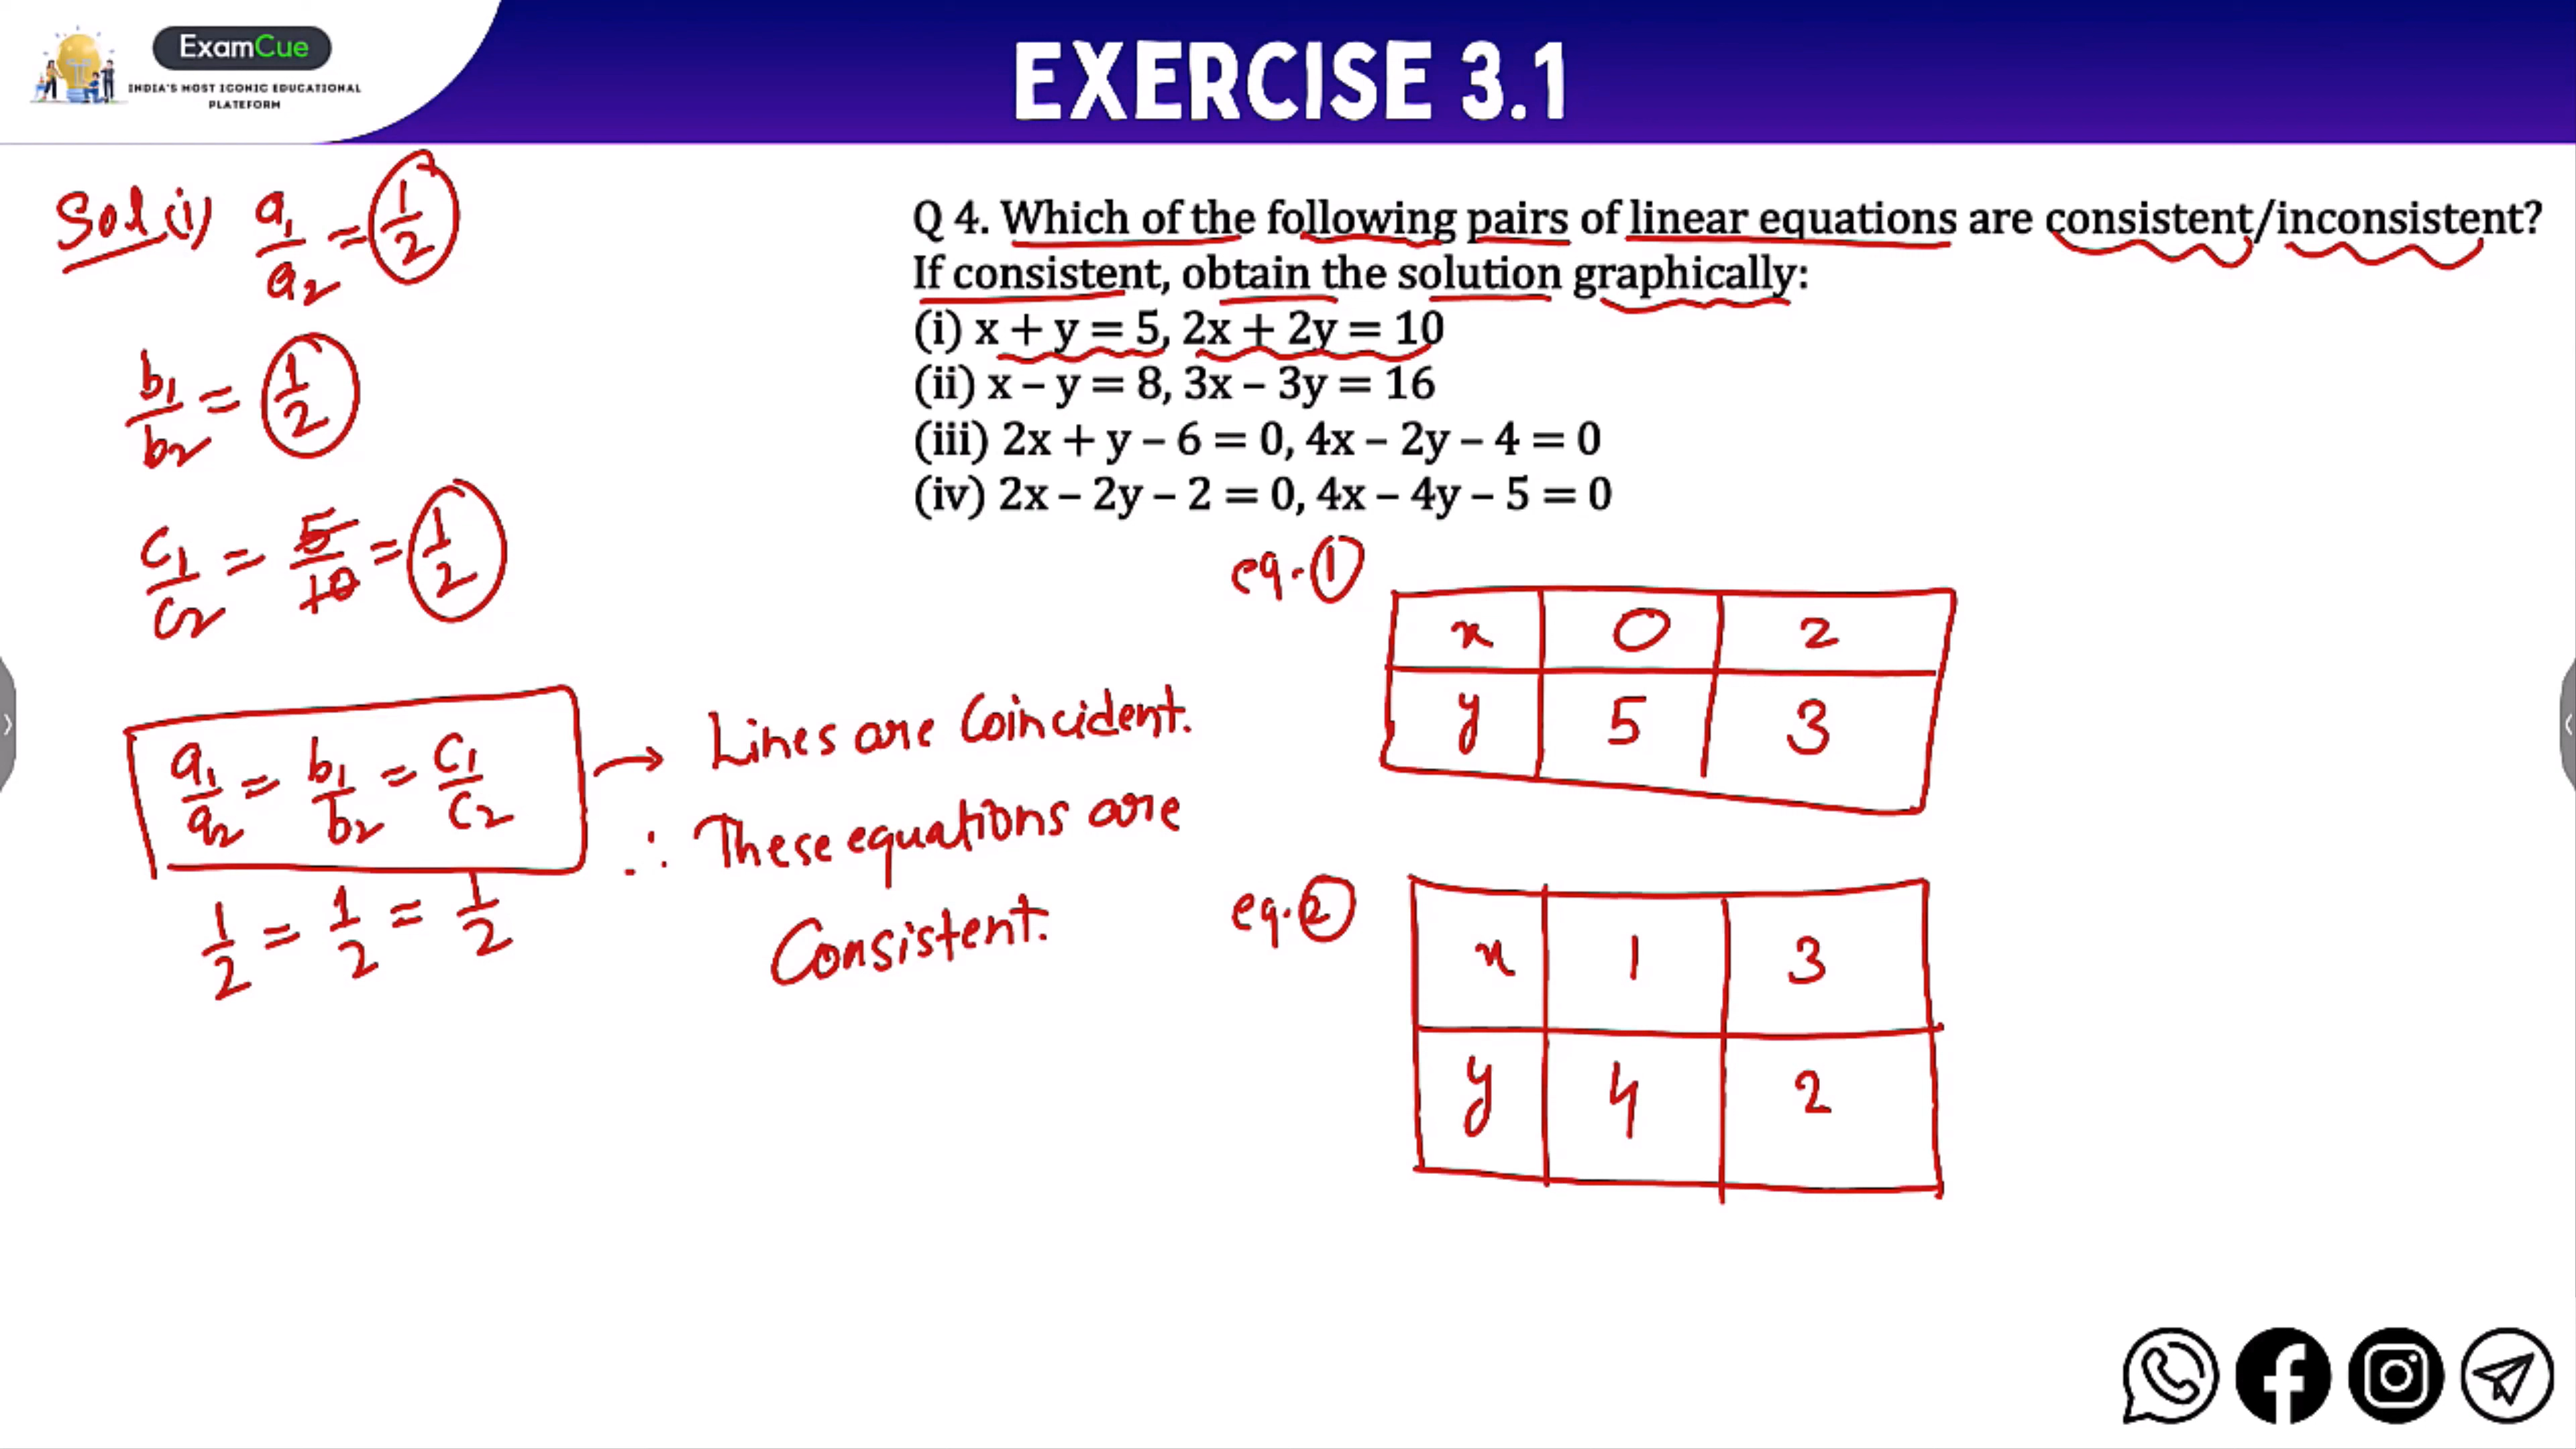 ExamCue
INDIA'S MOST ICONIC EDUCATIONAL
PLATEFORM
EXERCISE 3.1
Q 4. Which of the following pairs of linear equations are consistent/inconsistent?
If consistent, obtain the solution graphically:
(i) x + y = 5, 2x + 2y = 10
(ii) x – y = 8, 3x – 3y = 16
(iii) 2x + y – 6 = 0, 4x – 2y – 4 = 0
(iv) 2x – 2y – 2 = 0, 4x – 4y – 5 = 0
Sol (i) a₁/a₂ = 1/2
b₁/b₂ = 1/2
c₁/c₂ = 5/10 = 1/2
a₁/a₂ = b₁/b₂ = c₁/c₂ → Lines are Coincident.
1/2 = 1/2 = 1/2
∴ These equations are
Consistent.
eq. ①
x 0 2
y 5 3
eq. ②
x 1 3
y 4 2